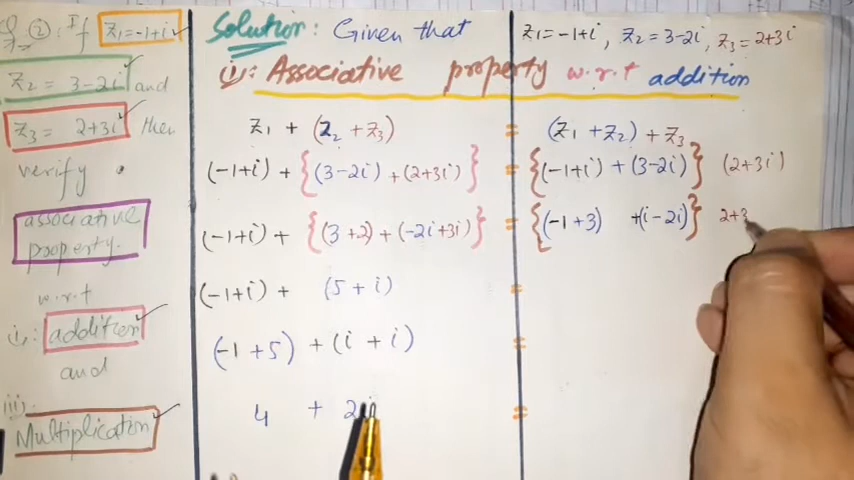 Q ②: If z₁=-1+i
z₂ = 3-2i and
z₃ = 2+3i then
verify
associative
property.
w.r.t
i,: addition
and
iii.
Multiplication
Solution: Given that z₁=-1+i, z₂=3-2i, z₃=2+3i
i,: Associative property w.r.t addition
z₁ + (z₂ + z₃) = (z₁ + z₂) + z₃
(-1+i) + {(3-2i) + (2+3i)} = {(-1+i) + (3-2i)} (2+3i)
(-1+i) + {(3+2) + (-2i+3i)} = {(-1+3) + (i-2i)} 2+3
(-1+i) + (5+i) =
(-1+5) + (i + i) =
4 + 2i =